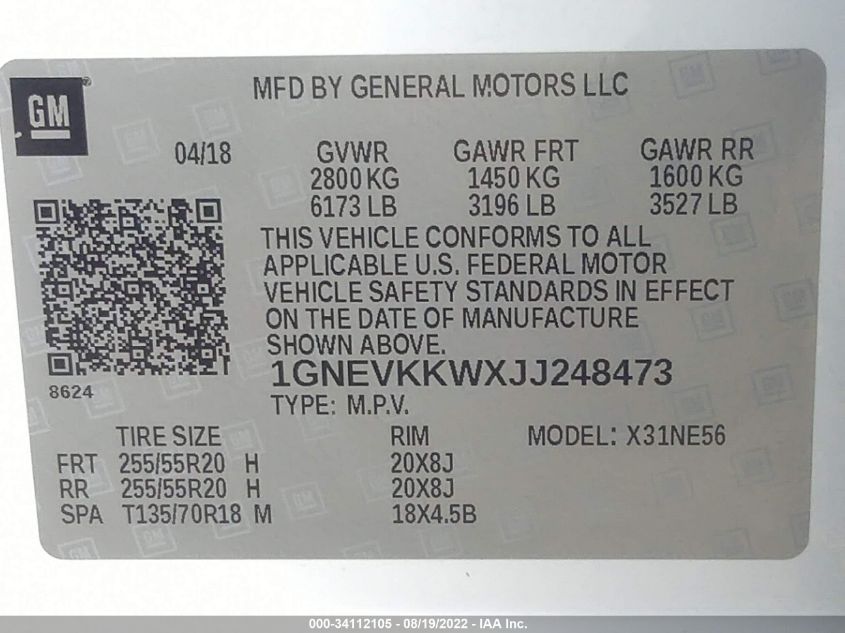 GM
MFD BY GENERAL MOTORS LLC
04/18 GVWR GAWR FRT GAWR RR
2800 KG 1450 KG 1600 KG
6173 LB 3196 LB 3527 LB
THIS VEHICLE CONFORMS TO ALL
APPLICABLE U.S. FEDERAL MOTOR
VEHICLE SAFETY STANDARDS IN EFFECT
ON THE DATE OF MANUFACTURE
SHOWN ABOVE.
1GNEVKKWXJJ248473
8624
TYPE: M.P.V.
TIRE SIZE RIM MODEL: X31NE56
FRT 255/55R20 H 20X8J
RR 255/55R20 H 20X8J
SPA T135/70R18 M 18X4.5B
000-34112105 - 08/19/2022 - IAA Inc.